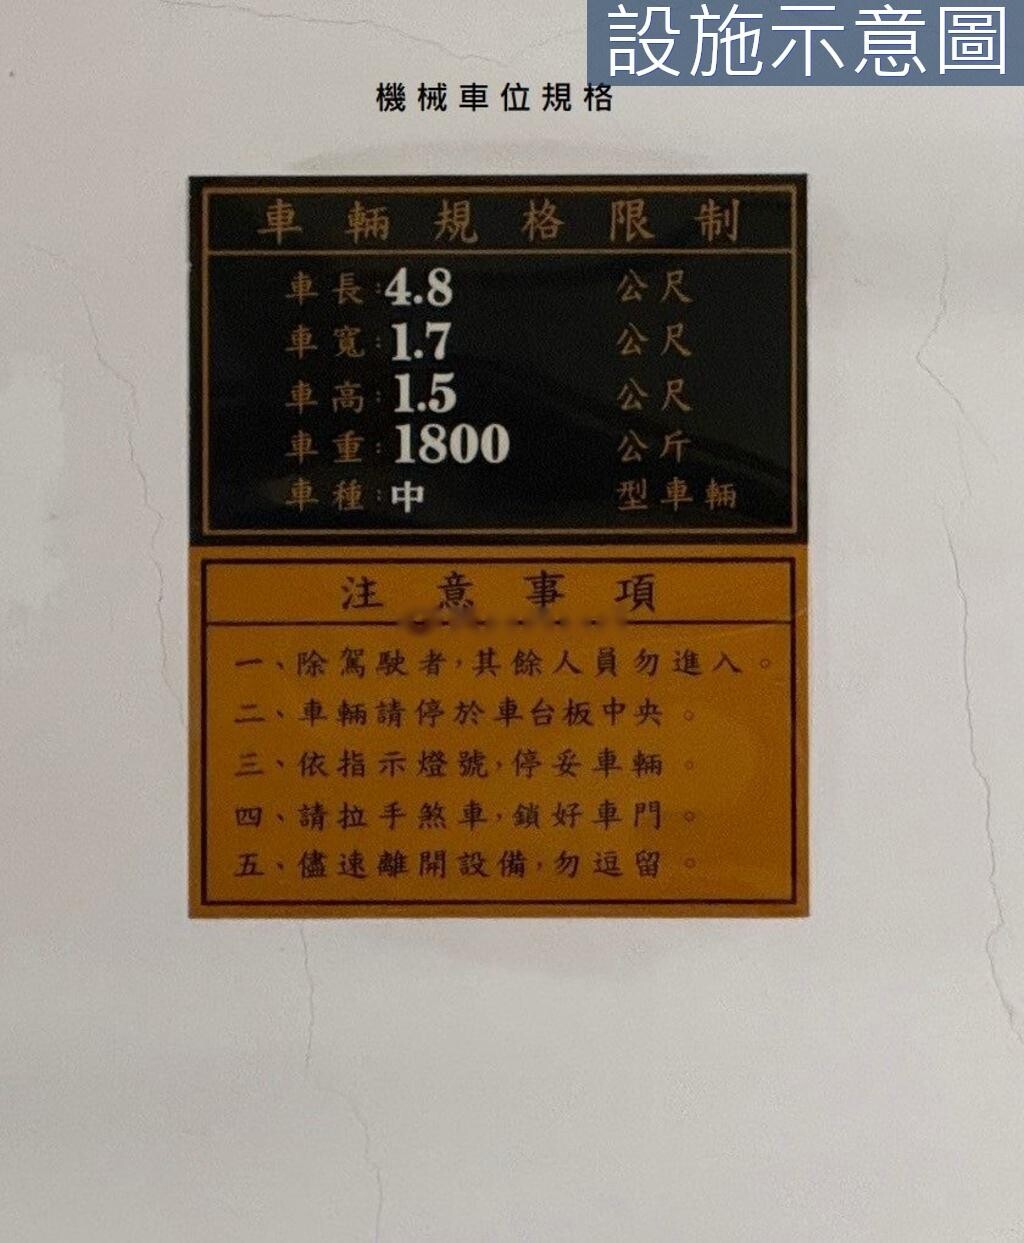 設施示意圖
機械車位規格
車輛規格限制
車長:4.8 公尺
車寬:1.7 公尺
車高:1.5 公尺
車重:1800 公斤
車種:中 型車輛
注意事項
一、除駕駛者,其餘人員勿進入。
二、車輛請停於車台板中央。
三、依指示燈號,停妥車輛。
四、請拉手煞車,鎖好車門。
五、儘速離開設備,勿逗留。